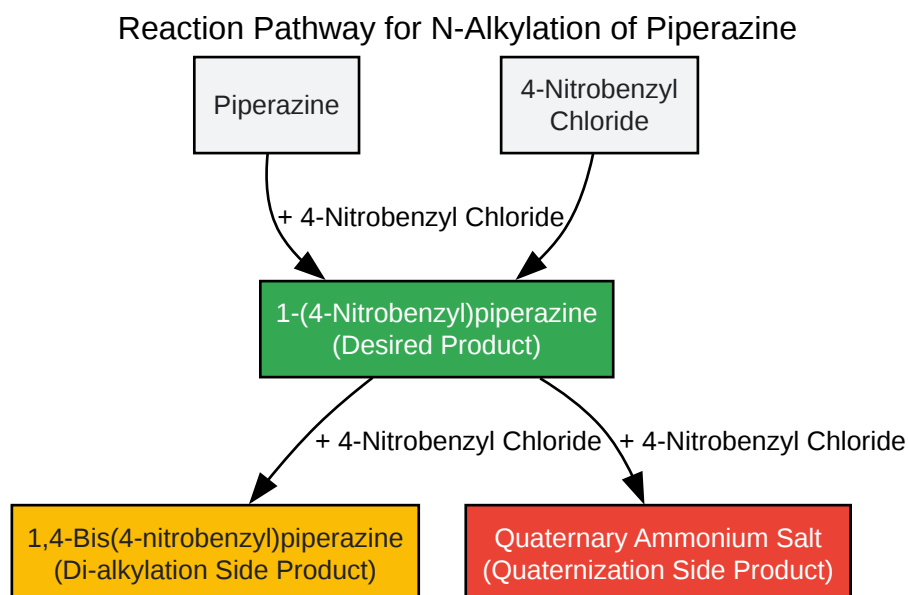 Reaction Pathway for N-Alkylation of Piperazine
Piperazine
4-Nitrobenzyl
Chloride
+ 4-Nitrobenzyl Chloride
1-(4-Nitrobenzyl)piperazine
(Desired Product)
+ 4-Nitrobenzyl Chloride
+ 4-Nitrobenzyl Chloride
1,4-Bis(4-nitrobenzyl)piperazine
(Di-alkylation Side Product)
Quaternary Ammonium Salt
(Quaternization Side Product)